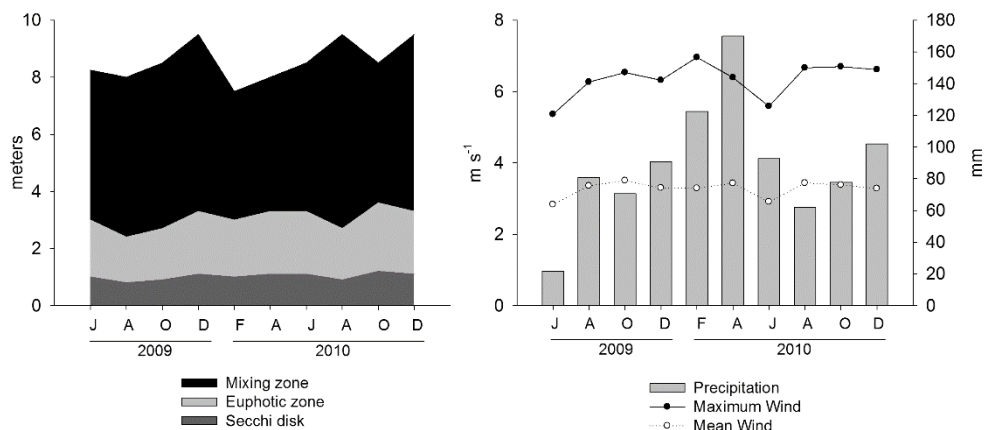 10
8
6
4
2
0
meters
J A O D F A J A O D
2009 2010
Mixing zone
Euphotic zone
Secchi disk
8
6
4
2
0
m s-1
180
160
140
120
100
80
60
40
20
0
mm
J A O D F A J A O D
2009 2010
Precipitation
Maximum Wind
Mean Wind